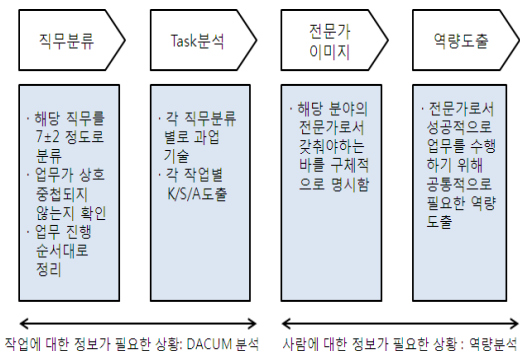 직무분류
Task분석
전문가
이미지
역량도출
· 해당 직무를
7±2 정도로
분류
· 업무가 상호
중첩되지
않는지 확인
· 업무 진행
순서대로
정리
· 각 직무분류
별로 과업
기술
· 각 작업별
K/S/A도출
· 해당 분야의
전문가로서
갖춰야하는
바를 구체적
으로 명시함
· 전문가로서
성공적으로
업무를 수행
하기 위해
공통적으로
필요한 역량
도출
작업에 대한 정보가 필요한 상황: DACUM 분석
사람에 대한 정보가 필요한 상황 : 역량분석